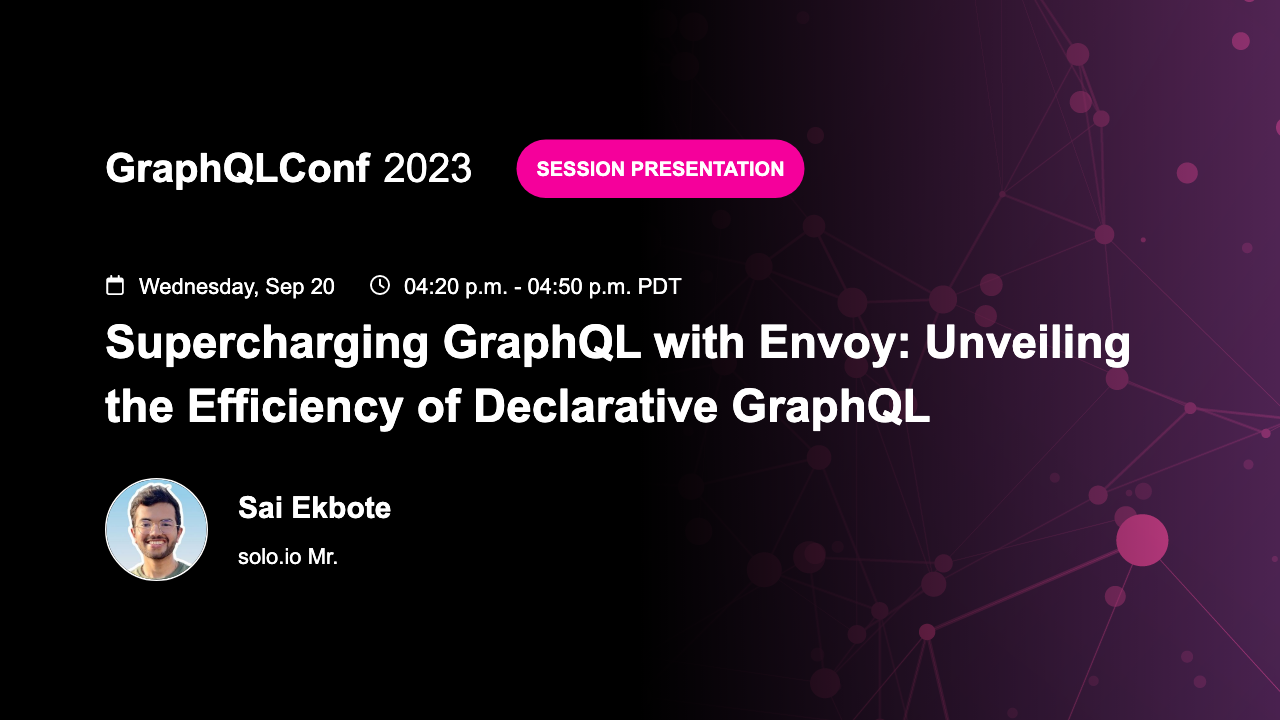 GraphQLConf 2023
SESSION PRESENTATION
Wednesday, Sep 20
04:20 p.m. - 04:50 p.m. PDT
Supercharging GraphQL with Envoy: Unveiling
the Efficiency of Declarative GraphQL
Sai Ekbote
solo.io Mr.